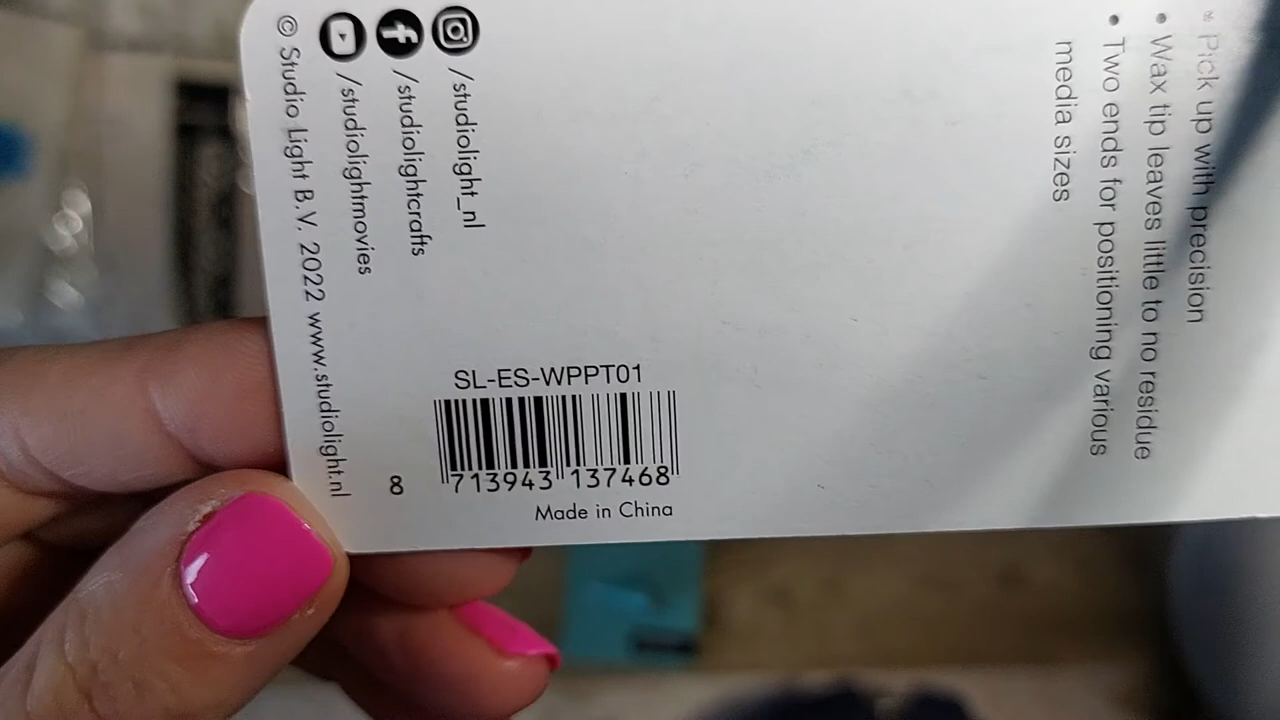 • Pick up with precision
• Wax tip leaves little to no residue
• Two ends for positioning various
media sizes
/studiolight_nl
/studiolightcrafts
/studiolightmovies
© Studio Light B.V. 2022 www.studiolight.nl
SL-ES-WPPT01
8 713943 137468
Made in China